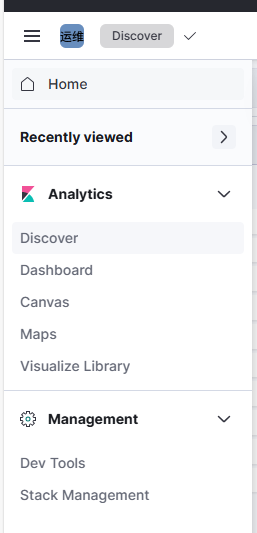 运维 Discover
Home
Recently viewed
Analytics
Discover
Dashboard
Canvas
Maps
Visualize Library
Management
Dev Tools
Stack Management